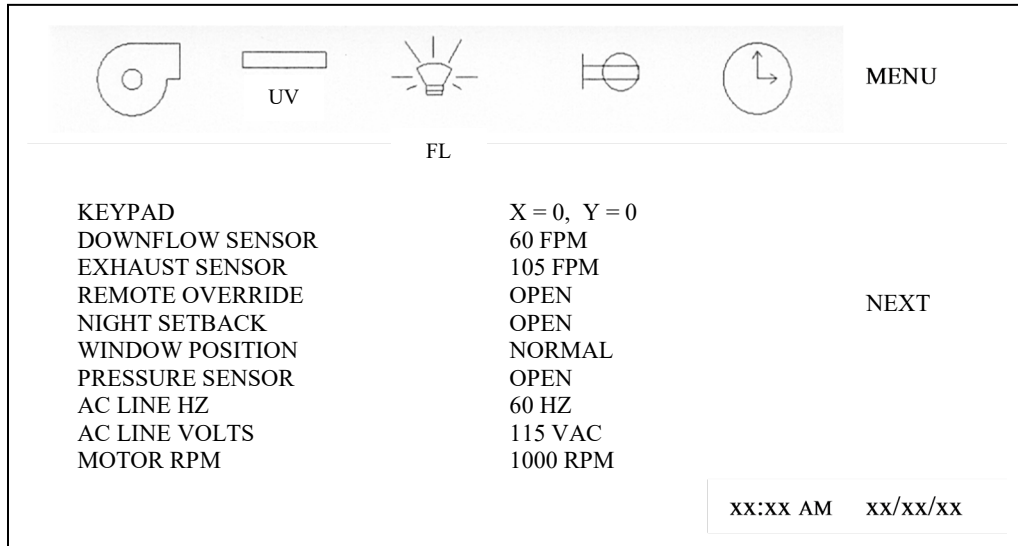 MENU
UV
FL
KEYPAD X = 0, Y = 0
DOWNFLOW SENSOR 60 FPM
EXHAUST SENSOR 105 FPM
REMOTE OVERRIDE OPEN
NEXT
NIGHT SETBACK OPEN
WINDOW POSITION NORMAL
PRESSURE SENSOR OPEN
AC LINE HZ 60 HZ
AC LINE VOLTS 115 VAC
MOTOR RPM 1000 RPM
xx:xx AM xx/xx/xx